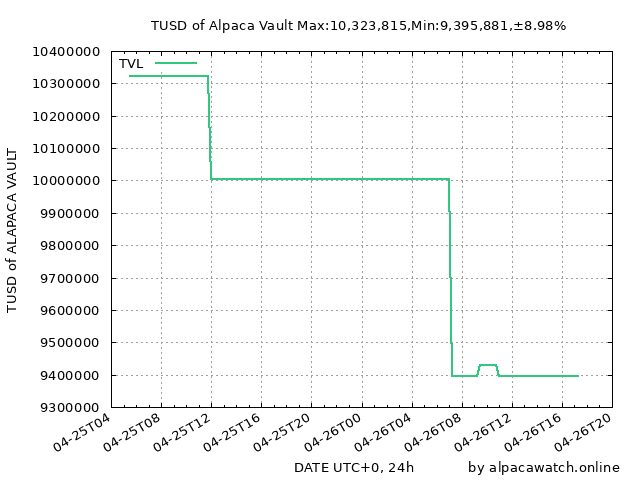 TUSD of Alpaca Vault Max:10,323,815,Min:9,395,881,±8.98%
TVL
10400000
10300000
10200000
10100000
10000000
9900000
9800000
9700000
9600000
9500000
9400000
9300000
TUSD of ALAPACA VAULT
04-25T04
04-25T08
04-25T12
04-25T16
04-25T20
04-26T00
04-26T04
04-26T08
04-26T12
04-26T16
04-26T20
DATE UTC+0, 24h
by alpacawatch.online